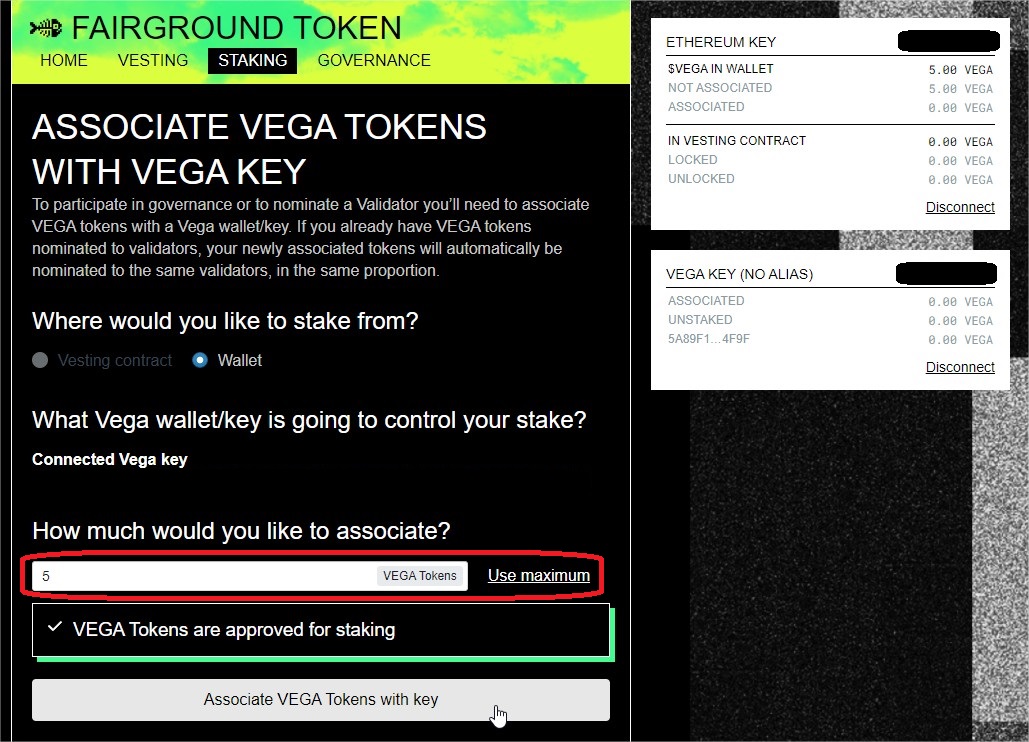 FAIRGROUND TOKEN
HOME VESTING STAKING GOVERNANCE
ASSOCIATE VEGA TOKENS
WITH VEGA KEY
To participate in governance or to nominate a Validator you'll need to associate
VEGA tokens with a Vega wallet/key. If you already have VEGA tokens
nominated to validators, your newly associated tokens will automatically be
nominated to the same validators, in the same proportion.
Where would you like to stake from?
Vesting contract Wallet
What Vega wallet/key is going to control your stake?
Connected Vega key
How much would you like to associate?
5 VEGA Tokens Use maximum
VEGA Tokens are approved for staking
Associate VEGA Tokens with key
ETHEREUM KEY
$VEGA IN WALLET 5.00 VEGA
NOT ASSOCIATED 5.00 VEGA
ASSOCIATED 0.00 VEGA
IN VESTING CONTRACT 0.00 VEGA
LOCKED 0.00 VEGA
UNLOCKED 0.00 VEGA
Disconnect
VEGA KEY (NO ALIAS)
ASSOCIATED 0.00 VEGA
UNSTAKED 0.00 VEGA
5A89F1...4F9F 0.00 VEGA
Disconnect